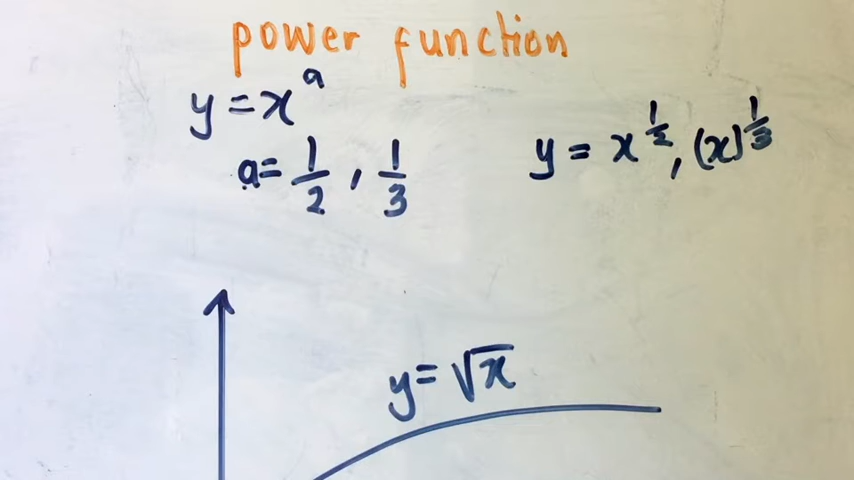 power function
y = x^a
a = 1/2, 1/3
y = x^1/2, (x)^1/3
y = √x